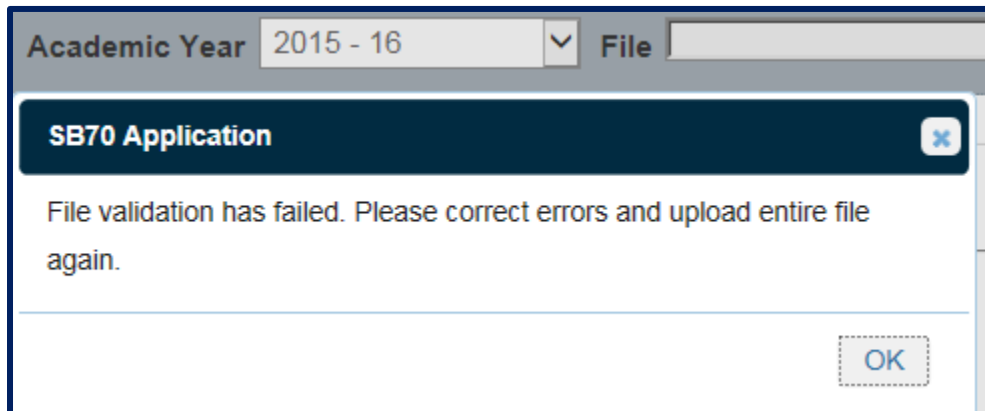 Academic Year 2015 - 16 File
SB70 Application
File validation has failed. Please correct errors and upload entire file
again.
OK